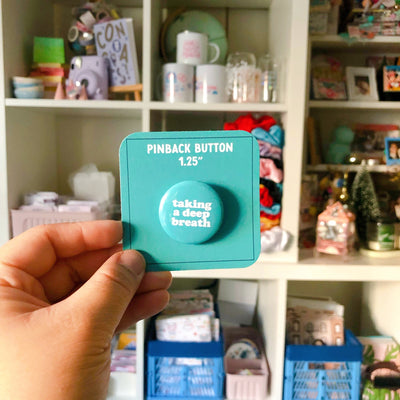 PINBACK BUTTON
1.25"
taking
a deep
breath